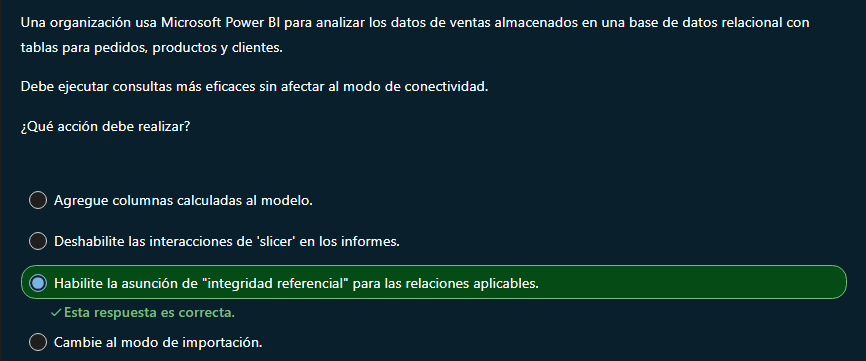 Una organización usa Microsoft Power BI para analizar los datos de ventas almacenados en una base de datos relacional con
tablas para pedidos, productos y clientes.
Debe ejecutar consultas más eficaces sin afectar al modo de conectividad.
¿Qué acción debe realizar?
Agregue columnas calculadas al modelo.
Deshabilite las interacciones de 'slicer' en los informes.
Habilite la asunción de "integridad referencial" para las relaciones aplicables.
Esta respuesta es correcta.
Cambie al modo de importación.